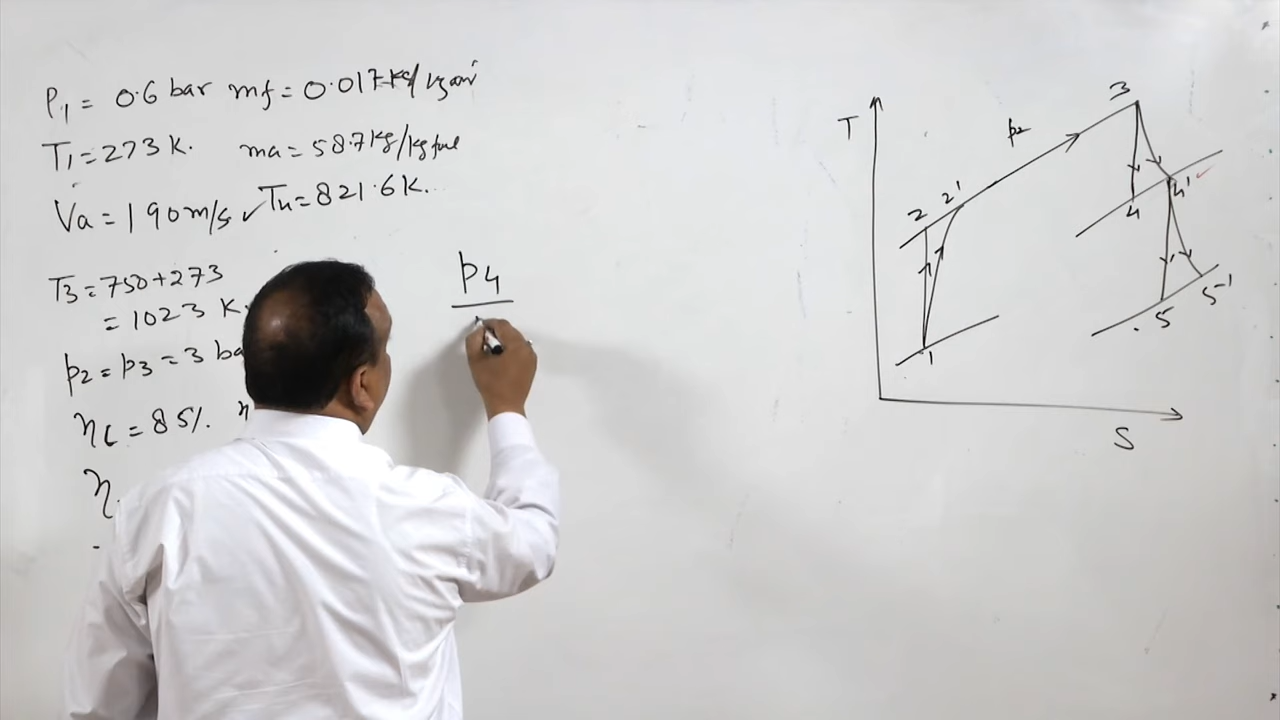 P1 = 0.6 bar mf = 0.017 kg/kg air
T1 = 273 K. ma = 58.7 kg/kg fuel
Va = 190 m/s ✓ T4 = 821.6 K.
T3 = 750+273
= 1023 K.
p2 = p3 = 3 ba
ηc = 85%. η
η
p4
T
S
p2
1
2
2'
3
4
4'
5
5-1